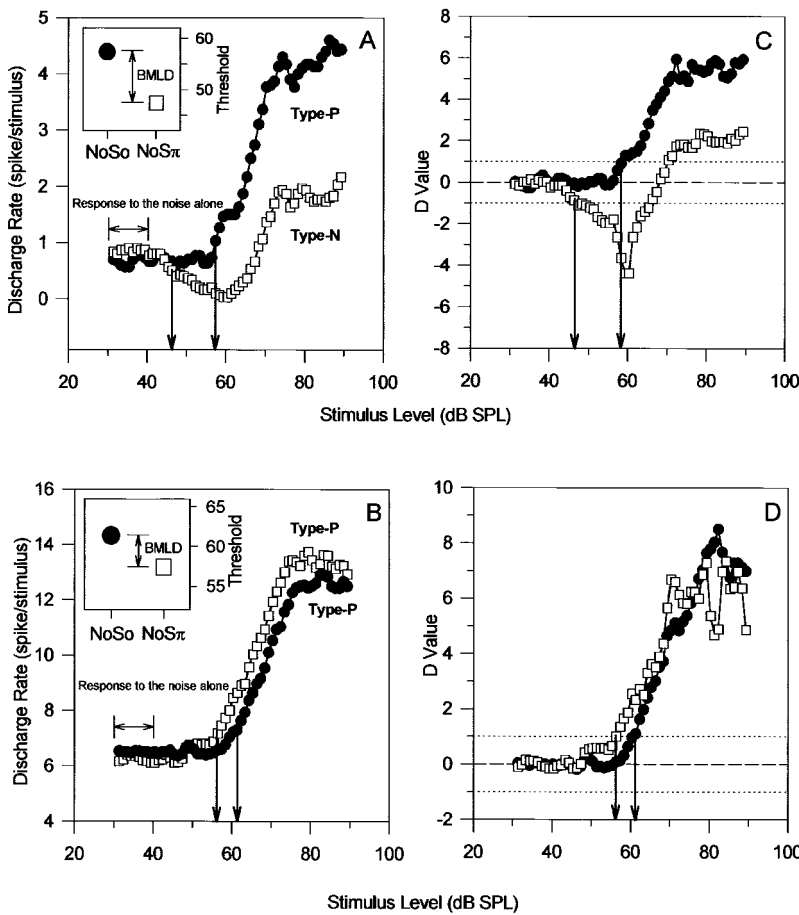 A
Discharge Rate (spike/stimulus)
5
4
3
2
1
0
60
50
Threshold
BMLD
NoSo
NoSπ
Type-P
Type-N
Response to the noise alone
20
40
60
80
100
C
D Value
8
6
4
2
0
-2
-4
-6
-8
20
40
60
80
100
Stimulus Level (dB SPL)
B
Discharge Rate (spike/stimulus)
16
14
12
10
8
6
4
65
60
55
Threshold
BMLD
NoSo
NoSπ
Type-P
Type-P
Response to the noise alone
20
40
60
80
100
D
D Value
10
8
6
4
2
0
-2
20
40
60
80
100
Stimulus Level (dB SPL)